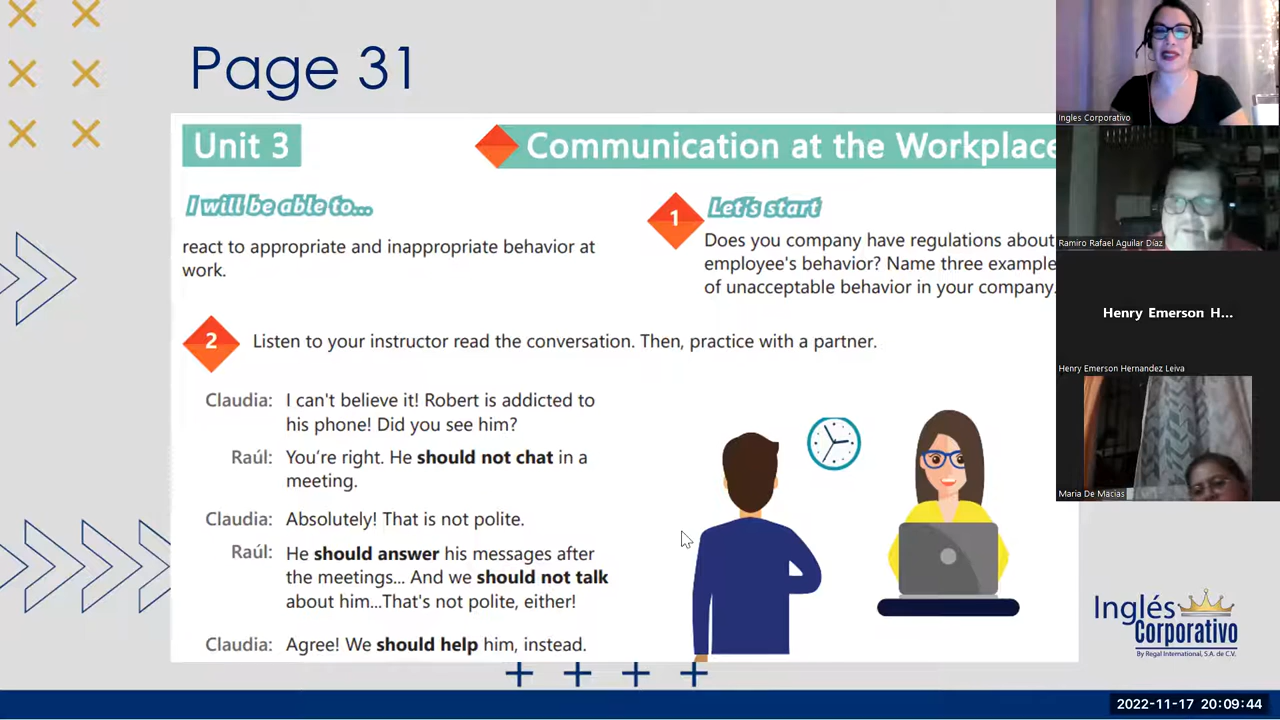 Page 31
Unit 3
Communication at the Workplace
I will be able to...
react to appropriate and inappropriate behavior at
work.
1
Let's start
Does you company have regulations about
employee's behavior? Name three example
of unacceptable behavior in your company.
2
Listen to your instructor read the conversation. Then, practice with a partner.
Claudia: I can't believe it! Robert is addicted to
his phone! Did you see him?
Raúl: You're right. He should not chat in a
meeting.
Claudia: Absolutely! That is not polite.
Raúl: He should answer his messages after
the meetings... And we should not talk
about him...That's not polite, either!
Claudia: Agree! We should help him, instead.
Ingles Corporativo
Ramiro Rafael Aguilar Díaz
Henry Emerson H...
Henry Emerson Hernandez Leiva
Maria De Macias
Inglés
Corporativo
By Regal International, S.A. de C.V.
2022-11-17 20:09:44